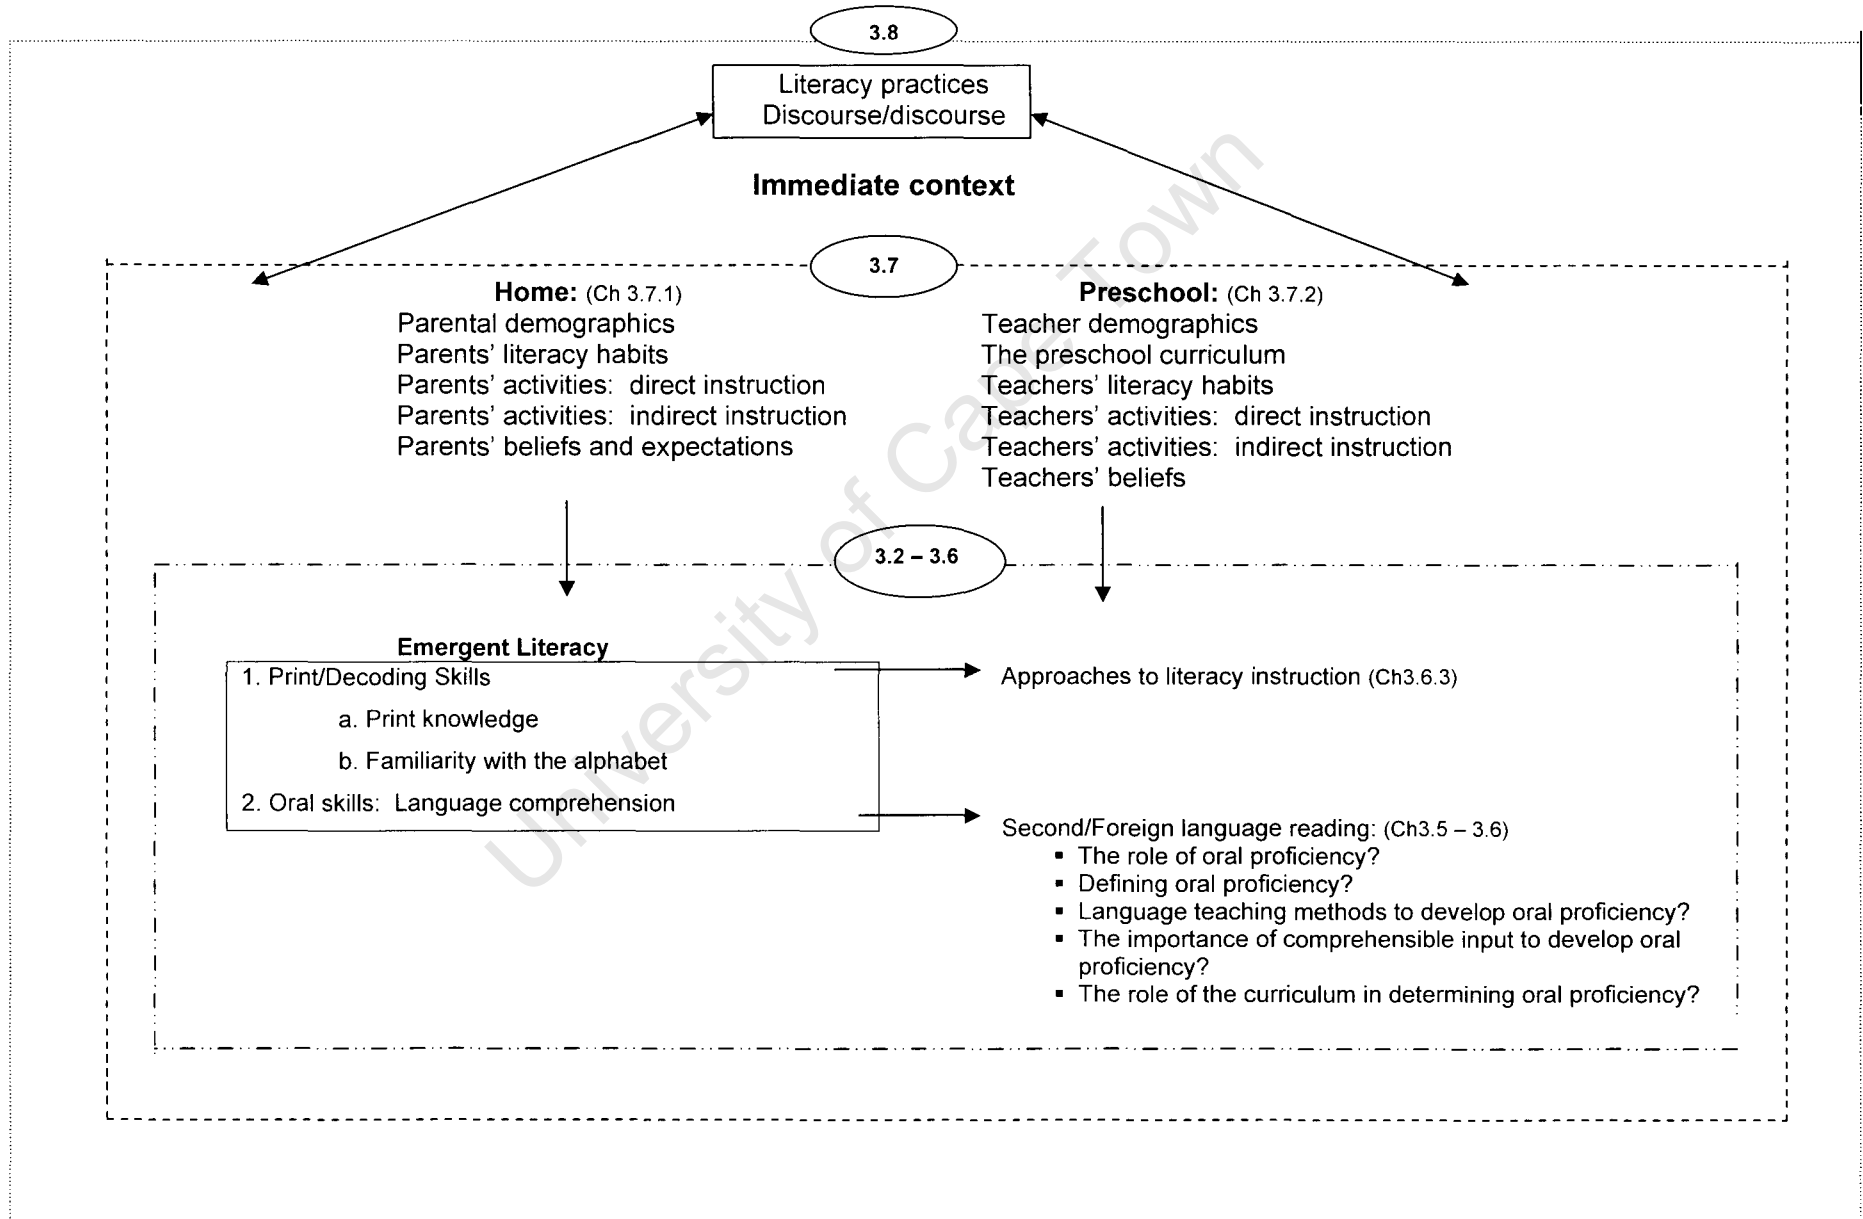 3.8
Literacy practices
Discourse/discourse
Immediate context
3.7
Home: (Ch 3.7.1)
Parental demographics
Parents' literacy habits
Parents' activities: direct instruction
Parents' activities: indirect instruction
Parents' beliefs and expectations
Preschool: (Ch 3.7.2)
Teacher demographics
The preschool curriculum
Teachers' literacy habits
Teachers' activities: direct instruction
Teachers' activities: indirect instruction
Teachers' beliefs
3.2 – 3.6
Emergent Literacy
1. Print/Decoding Skills
a. Print knowledge
b. Familiarity with the alphabet
2. Oral skills: Language comprehension
Approaches to literacy instruction (Ch3.6.3)
Second/Foreign language reading: (Ch3.5 – 3.6)
▪ The role of oral proficiency?
▪ Defining oral proficiency?
▪ Language teaching methods to develop oral proficiency?
▪ The importance of comprehensible input to develop oral
proficiency?
▪ The role of the curriculum in determining oral proficiency?
University of Cape Town